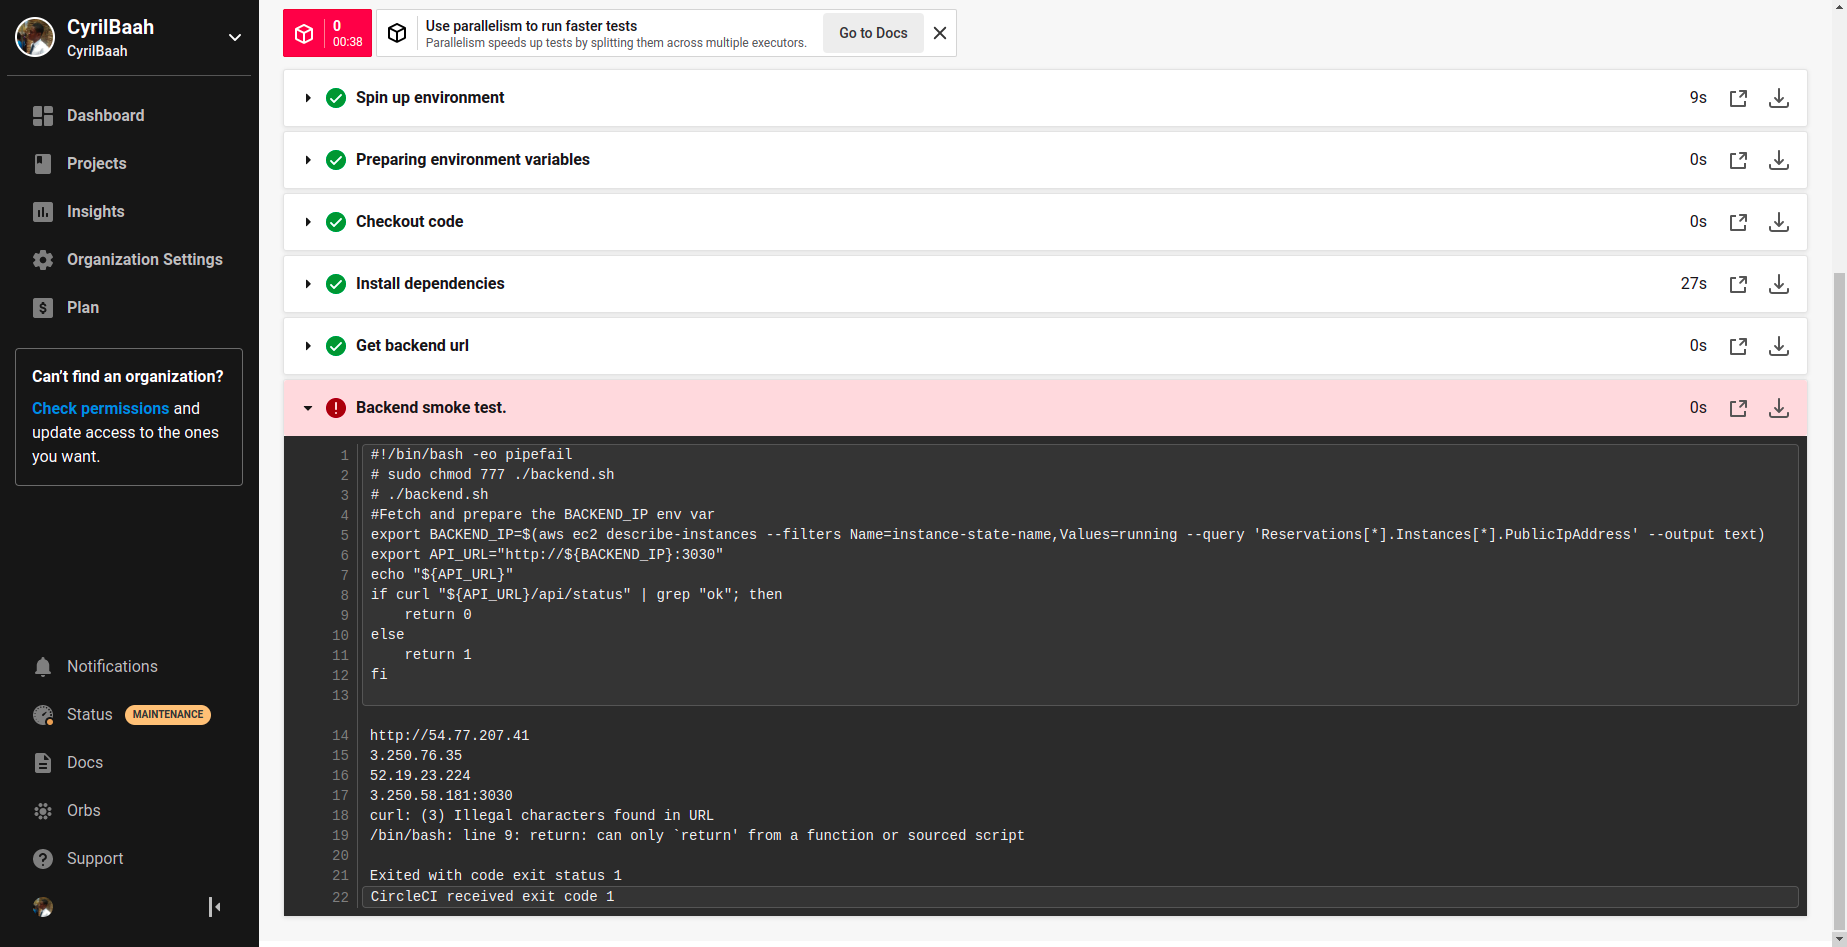 CyrilBaah
CyrilBaah
Dashboard
Projects
Insights
Organization Settings
Plan
Can't find an organization?
Check permissions and
update access to the ones
you want.
Notifications
Status MAINTENANCE
Docs
Orbs
Support
0
00:38
Use parallelism to run faster tests
Parallelism speeds up tests by splitting them across multiple executors.
Go to Docs
Spin up environment 9s
Preparing environment variables 0s
Checkout code 0s
Install dependencies 27s
Get backend url 0s
Backend smoke test. 0s
1 #!/bin/bash -eo pipefail
2 # sudo chmod 777 ./backend.sh
3 # ./backend.sh
4 #Fetch and prepare the BACKEND_IP env var
5 export BACKEND_IP=$(aws ec2 describe-instances --filters Name=instance-state-name,Values=running --query 'Reservations[*].Instances[*].PublicIpAddress' --output text)
6 export API_URL="http://${BACKEND_IP}:3030"
7 echo "${API_URL}"
8 if curl "${API_URL}/api/status" | grep "ok"; then
9     return 0
10 else
11     return 1
12 fi
13
14 http://54.77.207.41
15 3.250.76.35
16 52.19.23.224
17 3.250.58.181:3030
18 curl: (3) Illegal characters found in URL
19 /bin/bash: line 9: return: can only `return' from a function or sourced script
20
21 Exited with code exit status 1
22 CircleCI received exit code 1